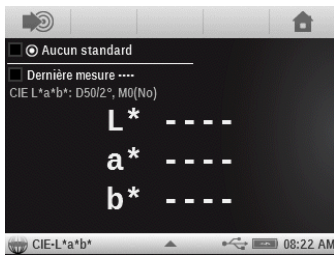 Aucun standard
Dernière mesure ----
CIE L*a*b*: D50/2°, M0(No)
L* ----
a* ----
b* ----
CIE-L*a*b* 08:22 AM